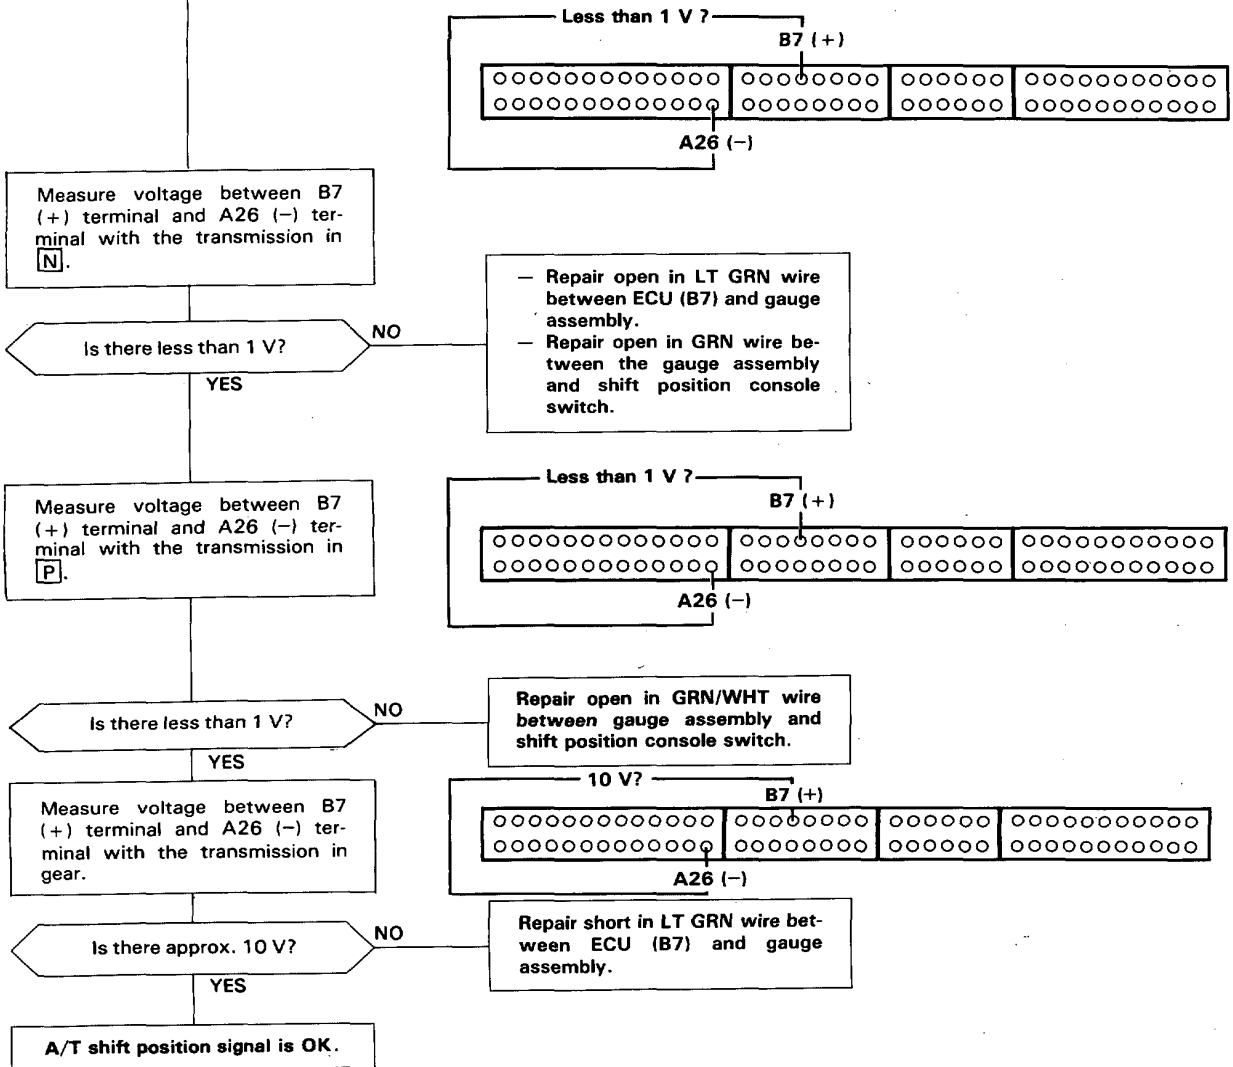 Less than 1 V ?
B7 (+)
A26 (−)
Measure voltage between B7
(+) terminal and A26 (−) ter-
minal with the transmission in
N.
Is there less than 1 V?
NO
YES
— Repair open in LT GRN wire
between ECU (B7) and gauge
assembly.
— Repair open in GRN wire be-
tween the gauge assembly
and shift position console
switch.
Less than 1 V ?
B7 (+)
A26 (−)
Measure voltage between B7
(+) terminal and A26 (−) ter-
minal with the transmission in
P.
Is there less than 1 V?
NO
YES
Repair open in GRN/WHT wire
between gauge assembly and
shift position console switch.
10 V?
B7 (+)
A26 (−)
Measure voltage between B7
(+) terminal and A26 (−) ter-
minal with the transmission in
gear.
Is there approx. 10 V?
NO
YES
Repair short in LT GRN wire bet-
ween ECU (B7) and gauge
assembly.
A/T shift position signal is OK.